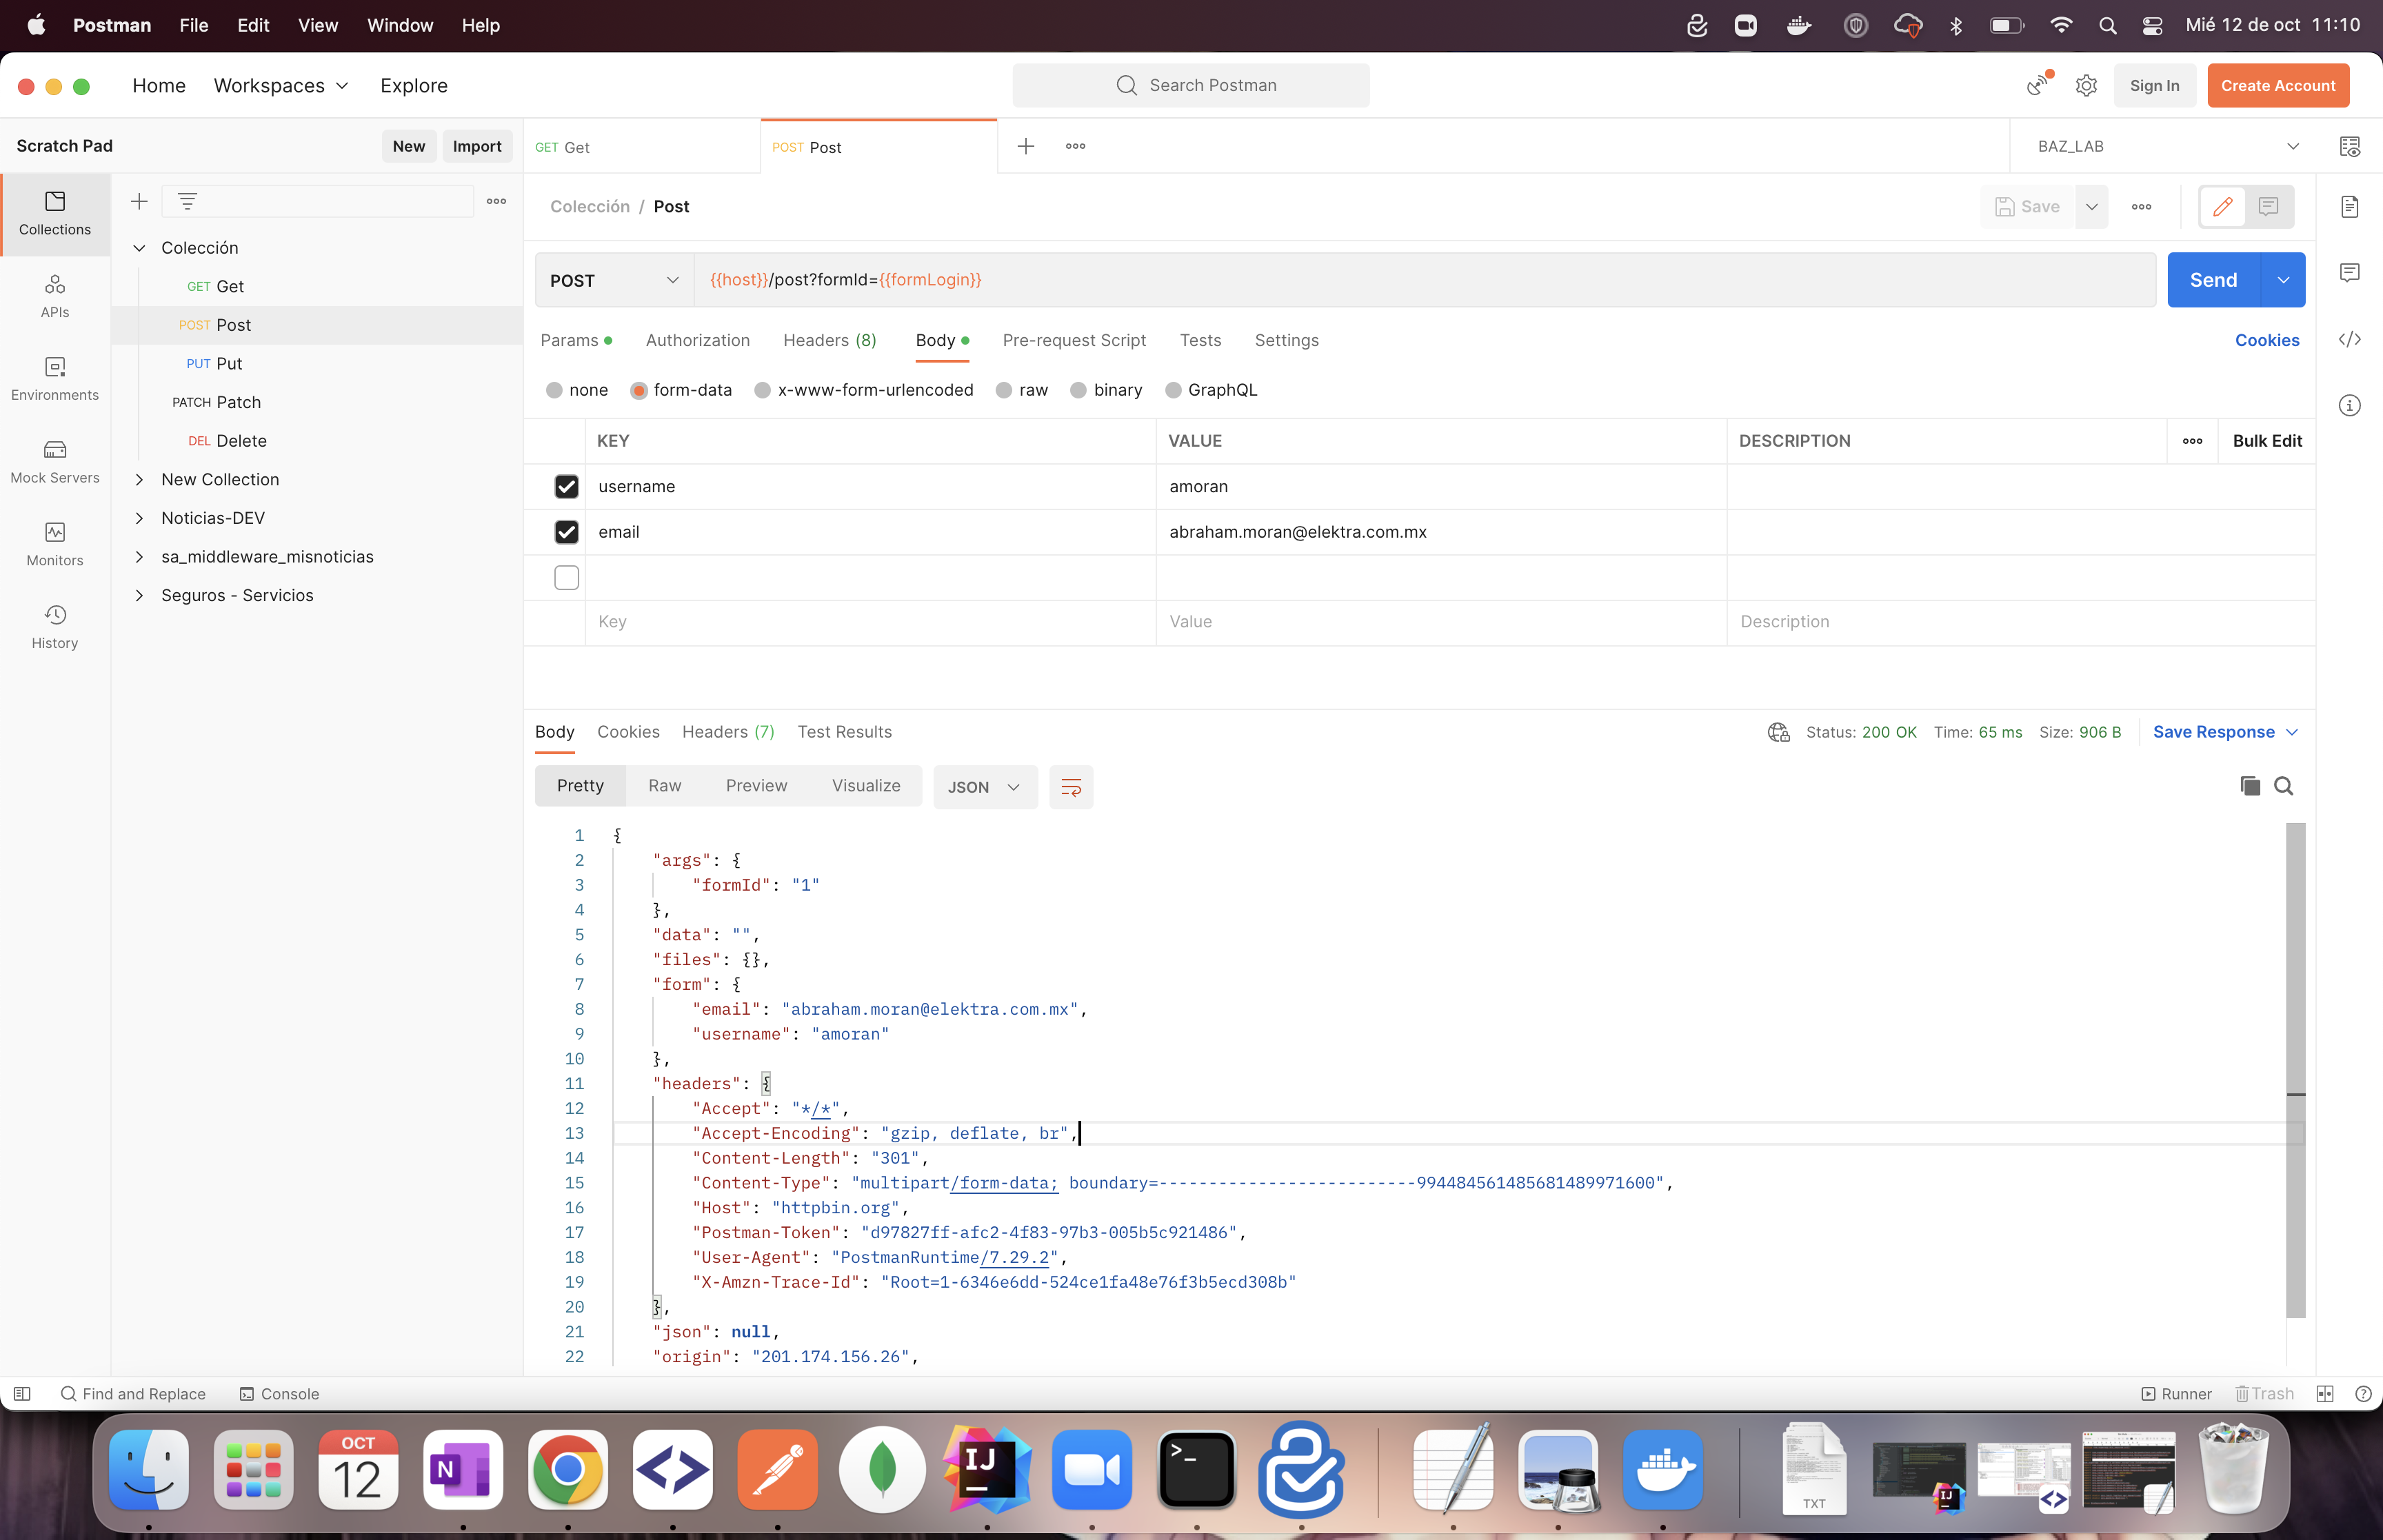 Postman File Edit View Window Help Mié 12 de oct 11:10
Home Workspaces Explore Search Postman Sign In Create Account
Scratch Pad New Import GET Get POST Post BAZ_LAB
Collections
APIs
Environments
Mock Servers
Monitors
History
Colección
GET Get
POST Post
PUT Put
PATCH Patch
DEL Delete
New Collection
Noticias-DEV
sa_middleware_misnoticias
Seguros - Servicios
Colección / Post Save
POST {{host}}/post?formId={{formLogin}} Send
Params Authorization Headers (8) Body Pre-request Script Tests Settings Cookies
none form-data x-www-form-urlencoded raw binary GraphQL
KEY VALUE DESCRIPTION Bulk Edit
username amoran
email abraham.moran@elektra.com.mx
Key Value Description
Body Cookies Headers (7) Test Results Status: 200 OK Time: 65 ms Size: 906 B Save Response
Pretty Raw Preview Visualize JSON
1 {
2 "args": {
3 "formId": "1"
4 },
5 "data": "",
6 "files": {},
7 "form": {
8 "email": "abraham.moran@elektra.com.mx",
9 "username": "amoran"
10 },
11 "headers": {
12 "Accept": "*/*",
13 "Accept-Encoding": "gzip, deflate, br",
14 "Content-Length": "301",
15 "Content-Type": "multipart/form-data; boundary=--------------------------994484561485681489971600",
16 "Host": "httpbin.org",
17 "Postman-Token": "d97827ff-afc2-4f83-97b3-005b5c921486",
18 "User-Agent": "PostmanRuntime/7.29.2",
19 "X-Amzn-Trace-Id": "Root=1-6346e6dd-524ce1fa48e76f3b5ecd308b"
20 },
21 "json": null,
22 "origin": "201.174.156.26",
Find and Replace Console Runner Trash
OCT
12
N
IJ
>_
TXT
IJ